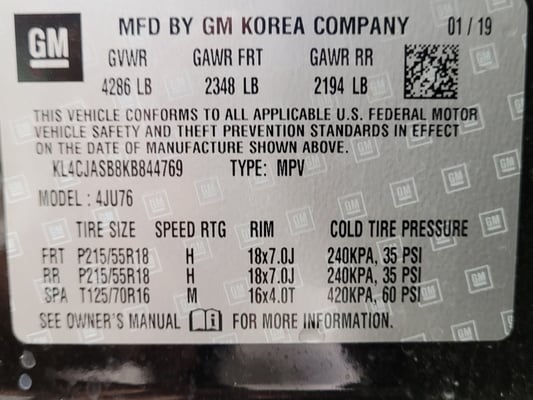 GM
MFD BY GM KOREA COMPANY 01 / 19
GVWR GAWR FRT GAWR RR
4286 LB 2348 LB 2194 LB
THIS VEHICLE CONFORMS TO ALL APPLICABLE U.S. FEDERAL MOTOR
VEHICLE SAFETY AND THEFT PREVENTION STANDARDS IN EFFECT
ON THE DATE OF MANUFACTURE SHOWN ABOVE.
KL4CJASB8KB844769 TYPE: MPV
MODEL : 4JU76
TIRE SIZE SPEED RTG RIM COLD TIRE PRESSURE
FRT P215/55R18 H 18x7.0J 240KPA, 35 PSI
RR P215/55R18 H 18x7.0J 240KPA, 35 PSI
SPA T125/70R16 M 16x4.0T 420KPA, 60 PSI
SEE OWNER'S MANUAL FOR MORE INFORMATION.